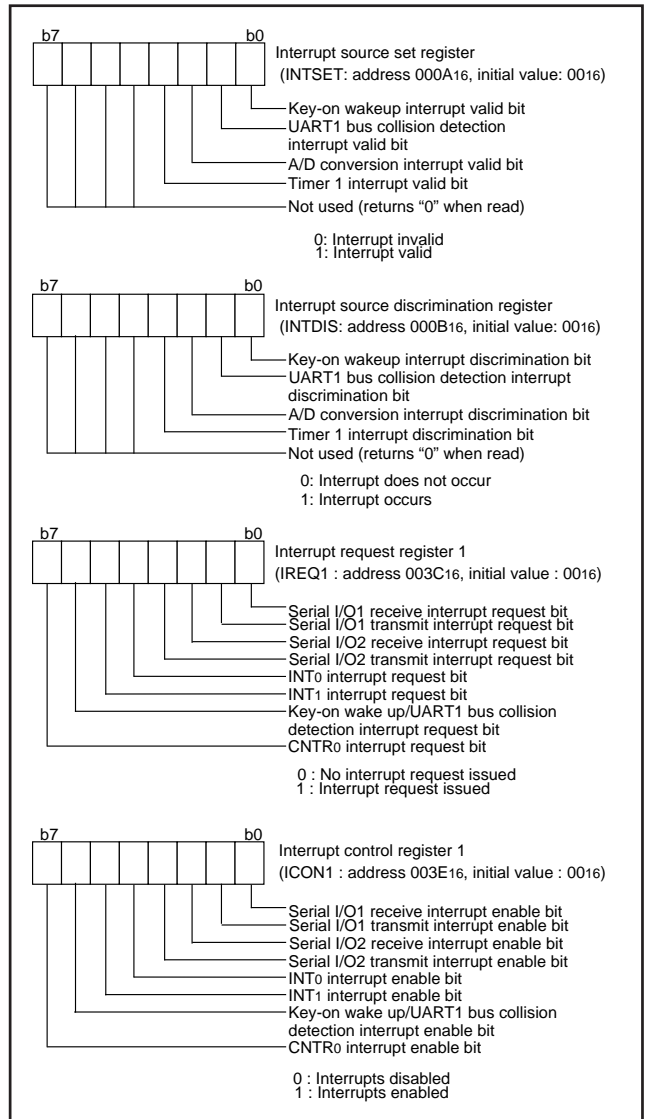 b7 b0
Interrupt source set register
(INTSET: address 000A16, initial value: 0016)
Key-on wakeup interrupt valid bit
UART1 bus collision detection
interrupt valid bit
A/D conversion interrupt valid bit
Timer 1 interrupt valid bit
Not used (returns “0” when read)
0: Interrupt invalid
1: Interrupt valid
b7 b0
Interrupt source discrimination register
(INTDIS: address 000B16, initial value: 0016)
Key-on wakeup interrupt discrimination bit
UART1 bus collision detection interrupt
discrimination bit
A/D conversion interrupt discrimination bit
Timer 1 interrupt discrimination bit
Not used (returns “0” when read)
0: Interrupt does not occur
1: Interrupt occurs
b7 b0
Interrupt request register 1
(IREQ1 : address 003C16, initial value : 0016)
Serial I/O1 receive interrupt request bit
Serial I/O1 transmit interrupt request bit
Serial I/O2 receive interrupt request bit
Serial I/O2 transmit interrupt request bit
INT0 interrupt request bit
INT1 interrupt request bit
Key-on wake up/UART1 bus collision
detection interrupt request bit
CNTR0 interrupt request bit
0 : No interrupt request issued
1 : Interrupt request issued
b7 b0
Interrupt control register 1
(ICON1 : address 003E16, initial value : 0016)
Serial I/O1 receive interrupt enable bit
Serial I/O1 transmit interrupt enable bit
Serial I/O2 receive interrupt enable bit
Serial I/O2 transmit interrupt enable bit
INT0 interrupt enable bit
INT1 interrupt enable bit
Key-on wake up/UART1 bus collision
detection interrupt enable bit
CNTR0 interrupt enable bit
0 : Interrupts disabled
1 : Interrupts enabled